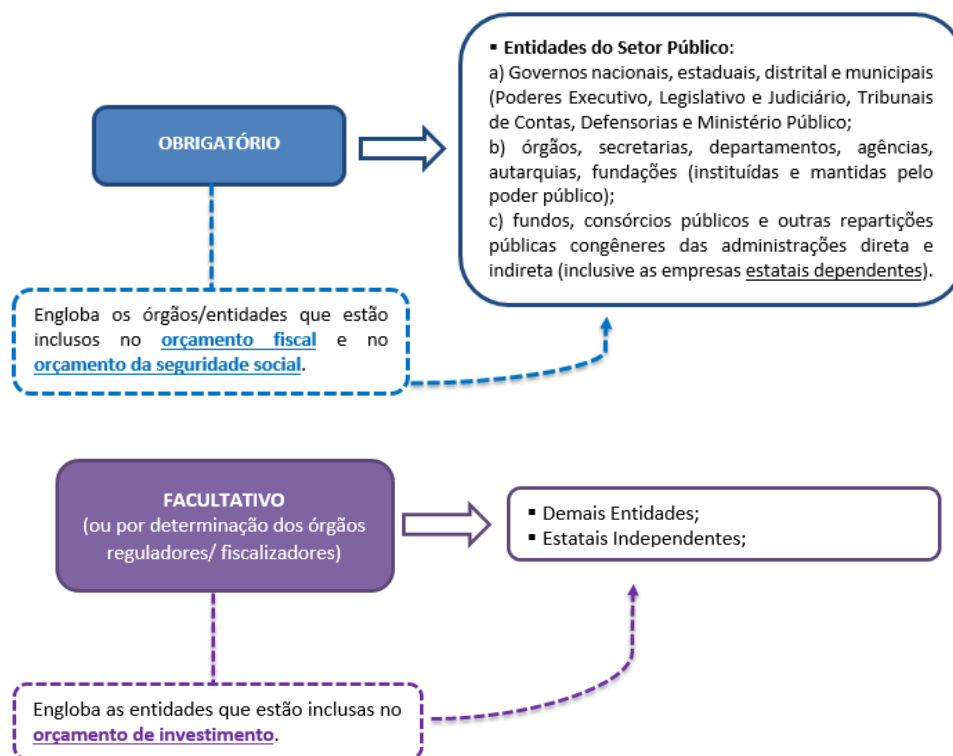 OBRIGATÓRIO
▪ Entidades do Setor Público:
a) Governos nacionais, estaduais, distrital e municipais
(Poderes Executivo, Legislativo e Judiciário, Tribunais
de Contas, Defensorias e Ministério Público;
b) órgãos, secretarias, departamentos, agências,
autarquias, fundações (instituídas e mantidas pelo
poder público);
c) fundos, consórcios públicos e outras repartições
públicas congêneres das administrações direta e
indireta (inclusive as empresas estatais dependentes).
Engloba os órgãos/entidades que estão
inclusos no orçamento fiscal e no
orçamento da seguridade social.
FACULTATIVO
(ou por determinação dos órgãos
reguladores/ fiscalizadores)
▪ Demais Entidades;
▪ Estatais Independentes;
Engloba as entidades que estão inclusas no
orçamento de investimento.